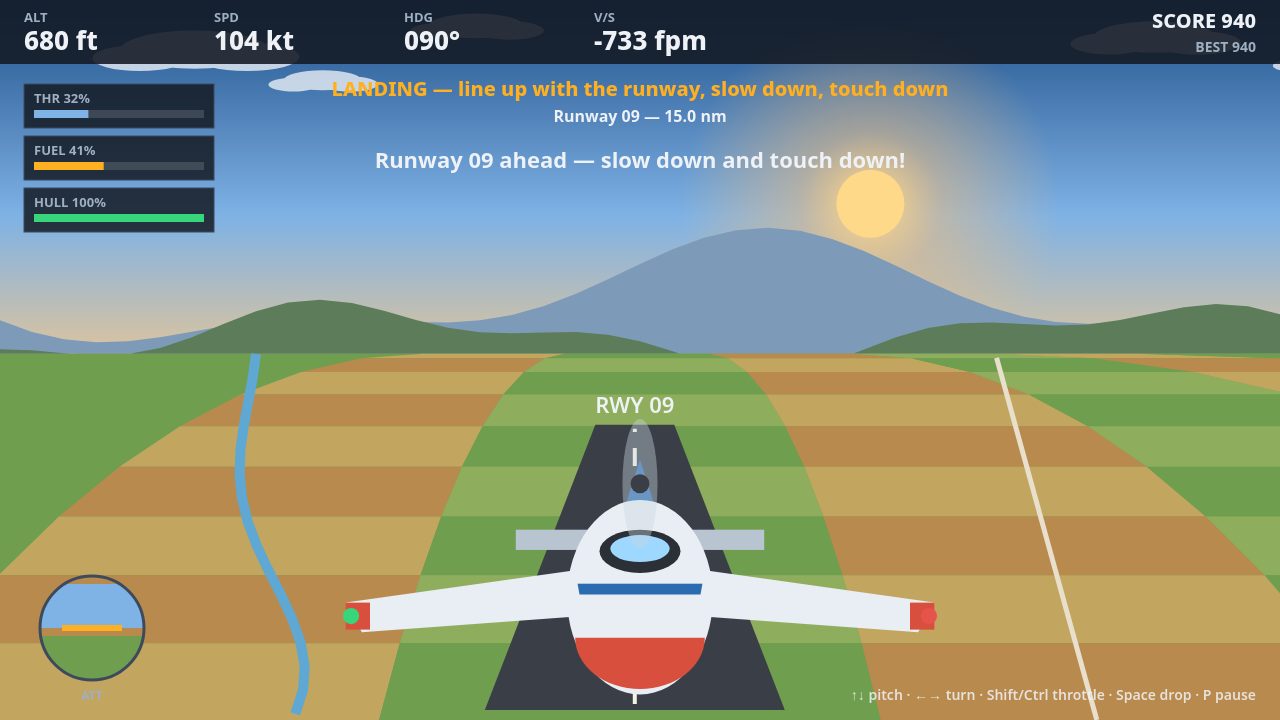 ALT
680 ft
SPD
104 kt
HDG
090°
V/S
-733 fpm
SCORE 940
BEST 940
LANDING — line up with the runway, slow down, touch down
Runway 09 — 15.0 nm
Runway 09 ahead — slow down and touch down!
THR 32%
FUEL 41%
HULL 100%
RWY 09
ATT
↑↓ pitch · ←→ turn · Shift/Ctrl throttle · Space drop · P pause